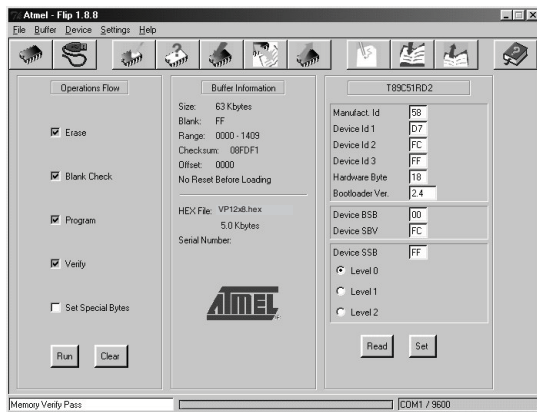 Atmel - Flip 1.8.8
File Buffer Device Settings Help
Operations Flow
Erase
Blank Check
Program
Verify
Set Special Bytes
Run Clear
Buffer Information
Size: 63 Kbytes
Blank: FF
Range: 0000 - 1409
Checksum: 08FDF1
Offset: 0000
No Reset Before Loading
HEX File: VP12x8.hex
5.0 Kbytes
Serial Number:
ATMEL
T89C51RD2
Manufact. Id 58
Device Id 1 D7
Device Id 2 FC
Device Id 3 FF
Hardware Byte 18
Bootloader Ver. 2.4
Device BSB 00
Device SBV FC
Device SSB FF
Level 0
Level 1
Level 2
Read Set
Memory Verify Pass
COM1 / 9600